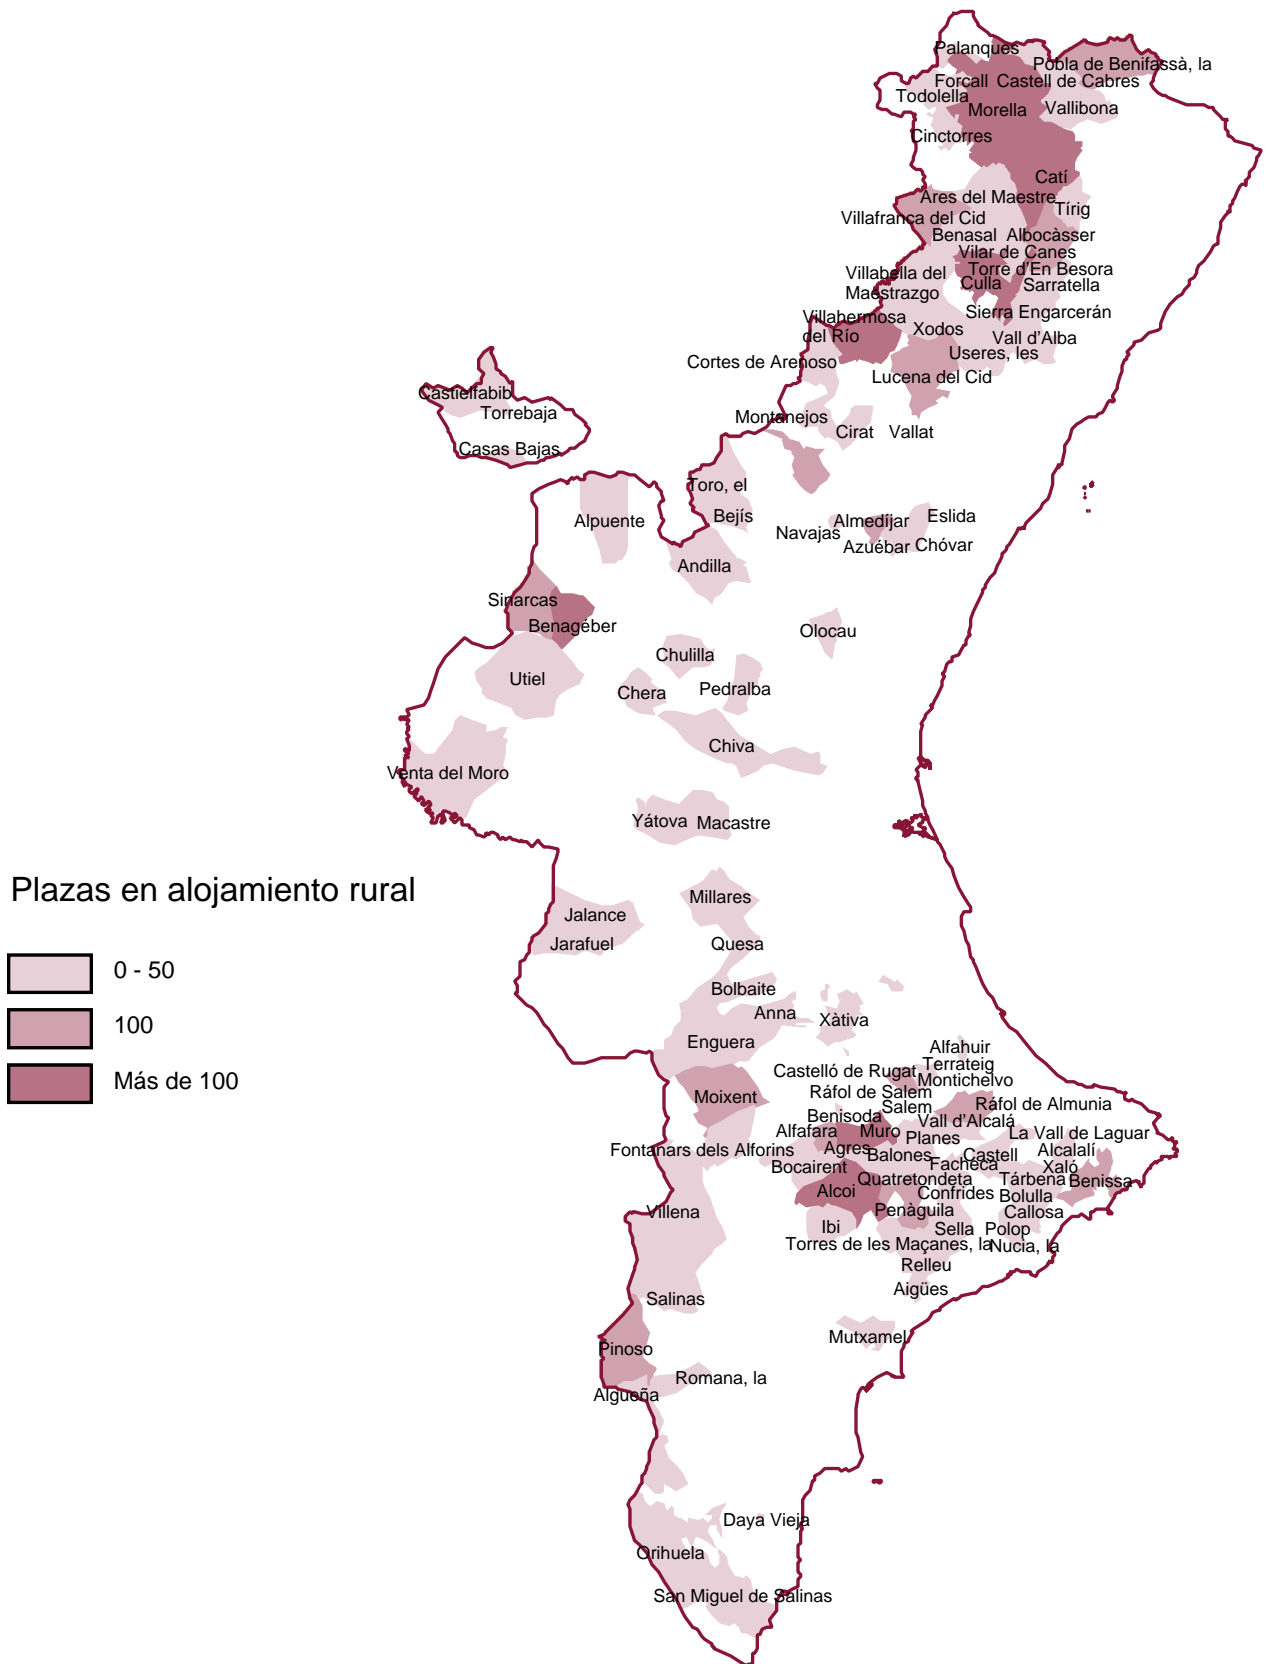 Palanques
Pobla de Benifassà, la
Forcall
Castell de Cabres
Todolella
Morella
Vallibona
Cinctorres
Catí
Ares del Maestre
Tírig
Villafranca del Cid
Benasal
Albocàsser
Vilar de Canes
Villabella del
Maestrazgo
Torre d'En Besora
Culla
Sarratella
Sierra Engarcerán
Villahermosa
del Río
Xodos
Vall d'Alba
Useres, les
Cortes de Arenoso
Lucena del Cid
Castielfabib
Torrebaja
Montanejos
Cirat
Vallat
Casas Bajas
Toro, el
Bejís
Alpuente
Navajas
Almedíjar
Eslida
Azuébar
Chóvar
Andilla
Sinarcas
Benagéber
Olocau
Chulilla
Utiel
Chera
Pedralba
Chiva
Venta del Moro
Yátova
Macastre
Plazas en alojamiento rural
0 - 50
100
Más de 100
Millares
Jalance
Jarafuel
Quesa
Bolbaite
Anna
Xàtiva
Enguera
Alfahuir
Terrateig
Castelló de Rugat
Montichelvo
Moixent
Ráfol de Salem
Salem
Ráfol de Almunia
Benisoda
Vall d'Alcalá
Alfafara
Muro
Planes
La Vall de Laguar
Fontanars dels Alforins
Agres
Balones
Castell
Alcalalí
Bocairent
Facheca
Xaló
Quatretondeta
Tárbena
Benissa
Alcoi
Confrides
Bolulla
Villena
Penàguila
Callosa
Ibi
Sella
Polop
Torres de les Maçanes, la
Nucia, la
Relleu
Aigües
Salinas
Mutxamel
Pinoso
Romana, la
Algueña
Daya Vieja
Orihuela
San Miguel de Salinas